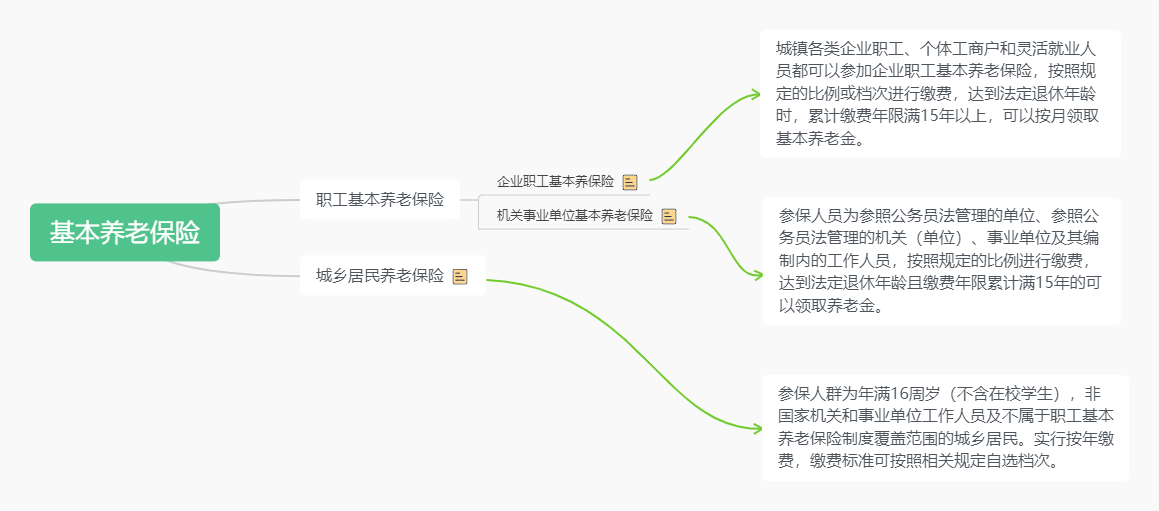 基本养老保险
职工基本养老保险
企业职工基本养保险
机关事业单位基本养老保险
城乡居民养老保险
城镇各类企业职工、个体工商户和灵活就业人
员都可以参加企业职工基本养老保险，按照规
定的比例或档次进行缴费，达到法定退休年龄
时，累计缴费年限满15年以上，可以按月领取
基本养老金。
参保人员为参照公务员法管理的单位、参照公
务员法管理的机关（单位）、事业单位及其编
制内的工作人员，按照规定的比例进行缴费，
达到法定退休年龄且缴费年限累计满15年的可
以领取养老金。
参保人群为年满16周岁（不含在校学生），非
国家机关和事业单位工作人员及不属于职工基本
养老保险制度覆盖范围的城乡居民。实行按年缴
费，缴费标准可按照相关规定自选档次。